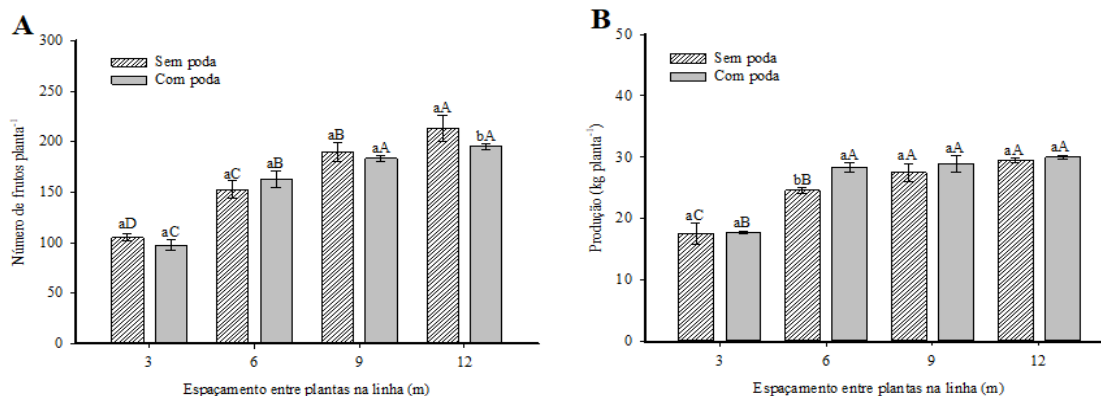 A
300
250
200
150
100
50
0
Número de frutos planta⁻¹
Sem poda
Com poda
aD
aC
aC
aB
aB
aA
aA
bA
3 6 9 12
Espaçamento entre plantas na linha (m)
B
50
40
30
20
10
0
Produção (kg planta⁻¹)
Sem poda
Com poda
aC
aB
bB
aA
aA
aA
aA
aA
3 6 9 12
Espaçamento entre plantas na linha (m)